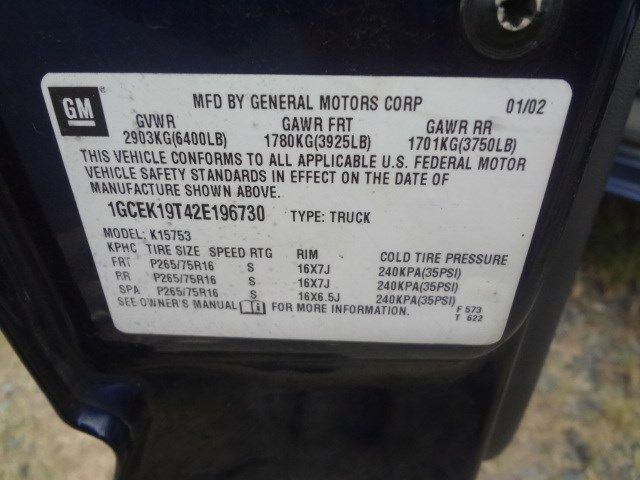 GM
MFD BY GENERAL MOTORS CORP 01/02
GVWR GAWR FRT GAWR RR
2903KG(6400LB) 1780KG(3925LB) 1701KG(3750LB)
THIS VEHICLE CONFORMS TO ALL APPLICABLE U.S. FEDERAL MOTOR
VEHICLE SAFETY STANDARDS IN EFFECT ON THE DATE OF
MANUFACTURE SHOWN ABOVE.
1GCEK19T42E196730 TYPE: TRUCK
MODEL: K15753
KPHC TIRE SIZE SPEED RTG RIM COLD TIRE PRESSURE
FRT P265/75R16 S 16X7J 240KPA(35PSI)
RR P265/75R16 S 16X7J 240KPA(35PSI)
SPA P265/75R16 S 16X6.5J 240KPA(35PSI)
SEE OWNER'S MANUAL FOR MORE INFORMATION. F 573
T 622